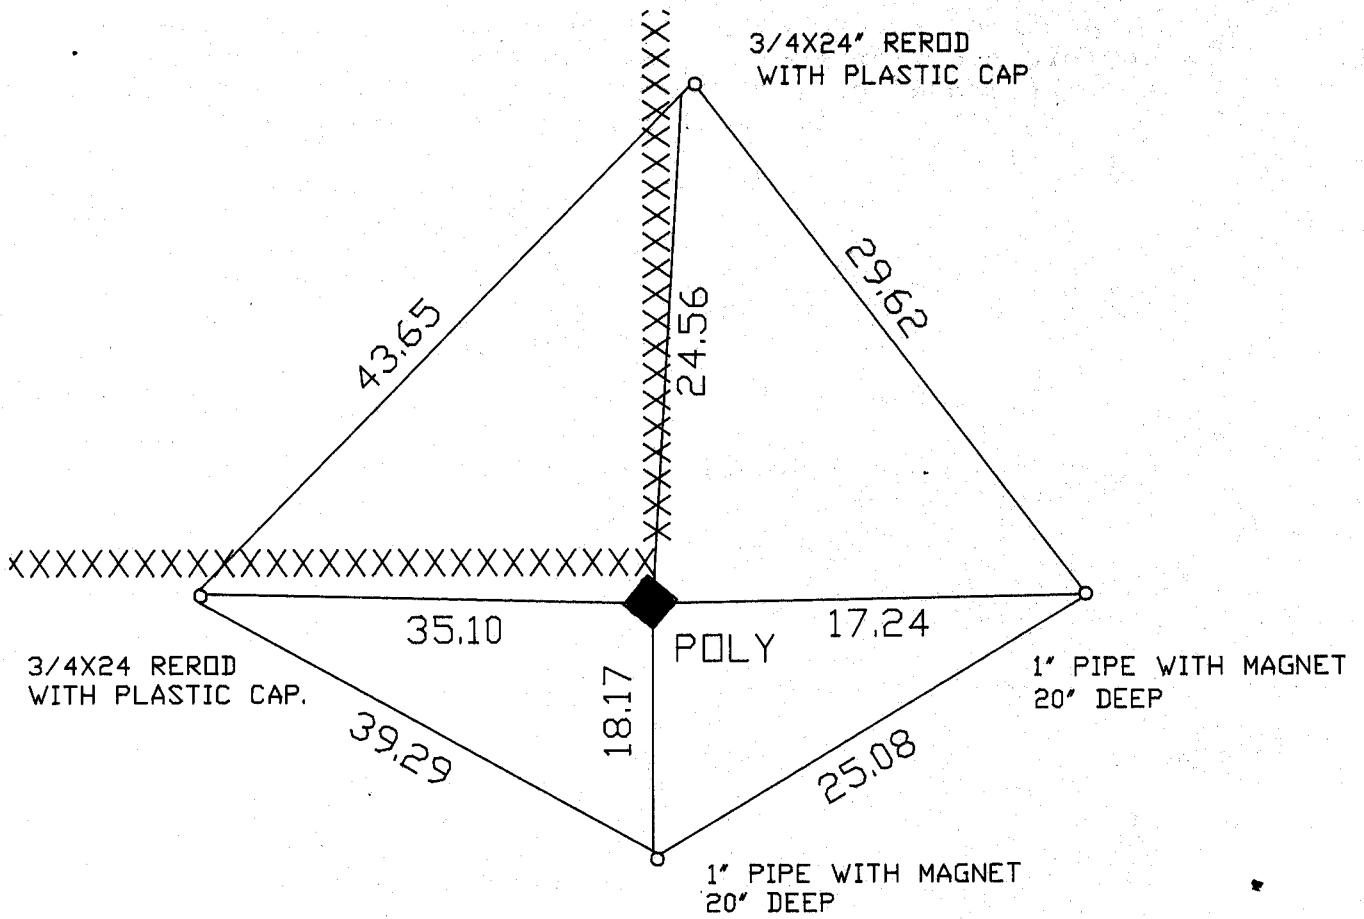 3/4X24" REROD
WITH PLASTIC CAP
43.65
24.56
29.62
35.10
17.24
POLY
3/4X24 REROD
WITH PLASTIC CAP.
1" PIPE WITH MAGNET
20" DEEP
18.17
39.29
25.08
1" PIPE WITH MAGNET
20" DEEP